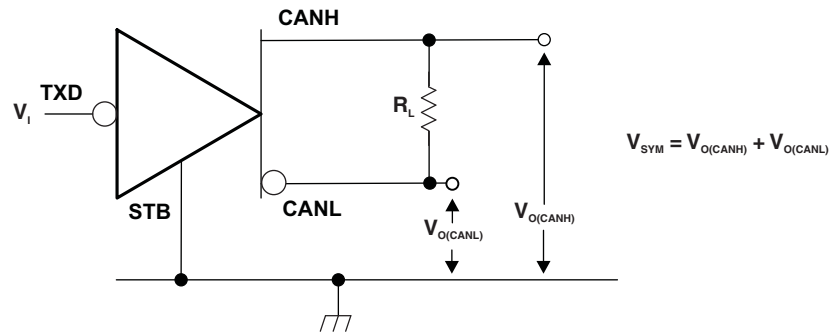 CANH
TXD
V_I
R_L
V_SYM = V_O(CANH) + V_O(CANL)
STB
CANL
V_O(CANL)
V_O(CANH)